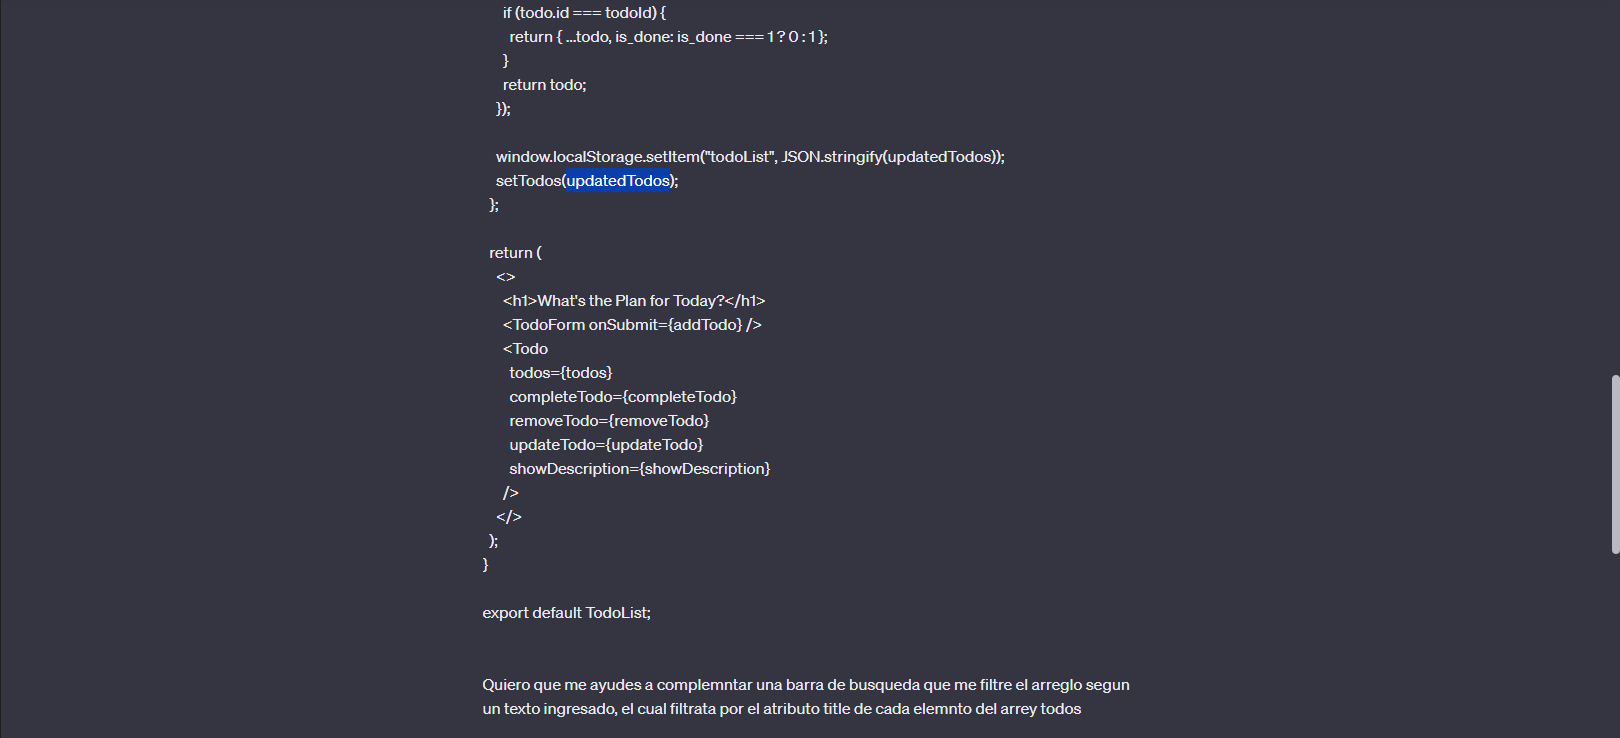 if (todo.id === todoId) {
return { ...todo, is_done: is_done === 1 ? 0 : 1 };
}
return todo;
});
window.localStorage.setItem("todoList", JSON.stringify(updatedTodos));
setTodos(updatedTodos);
};
return (
<>
<h1>What's the Plan for Today?</h1>
<TodoForm onSubmit={addTodo} />
<Todo
todos={todos}
completeTodo={completeTodo}
removeTodo={removeTodo}
updateTodo={updateTodo}
showDescription={showDescription}
/>
</>
);
}
export default TodoList;
Quiero que me ayudes a complemntar una barra de busqueda que me filtre el arreglo segun
un texto ingresado, el cual filtrata por el atributo title de cada elemnto del arrey todos